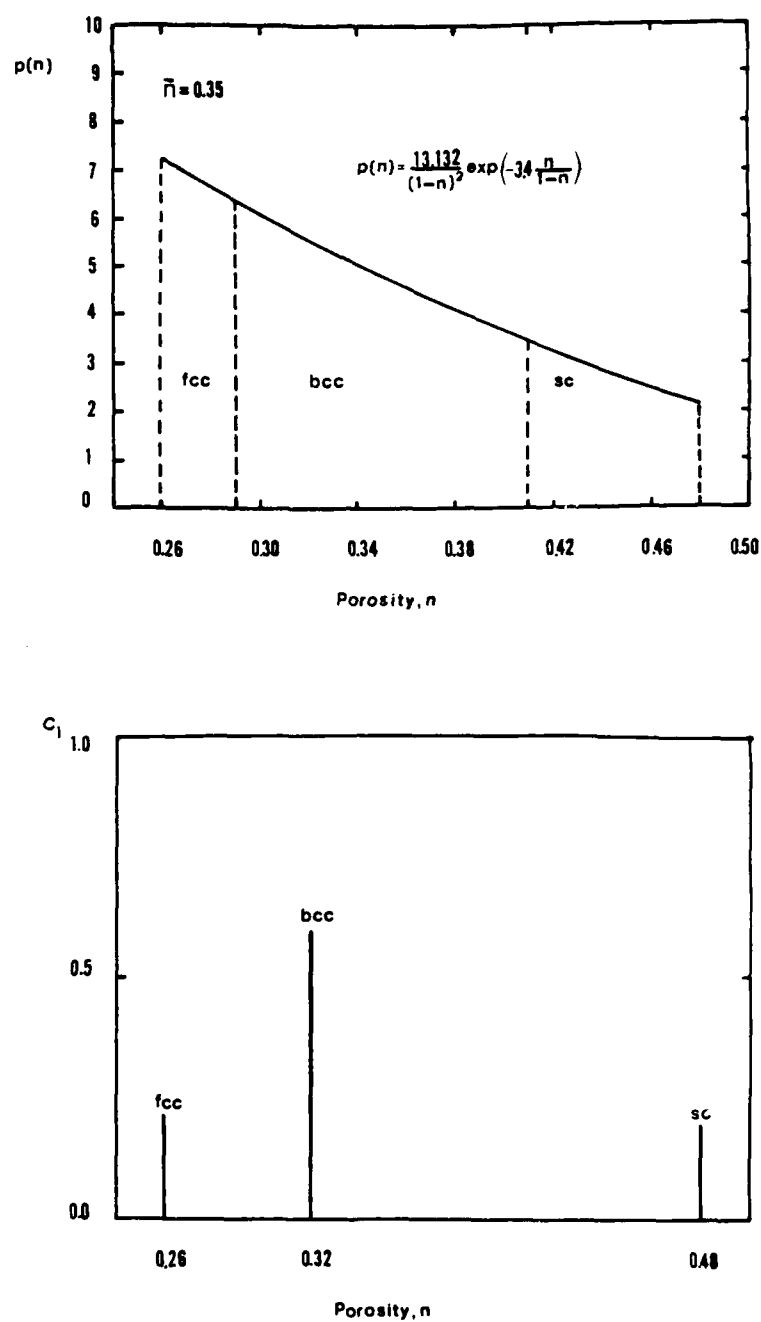 p(n)
10
9
8
7
6
5
4
3
2
1
0
n̄ = 0.35
p(n) = 13.132/(1-n)² exp(-3.4 n/(1-n))
fcc
bcc
sc
0.26 0.30 0.34 0.38 0.42 0.46 0.50
Porosity, n
C₁
1.0
0.5
0.0
fcc
bcc
sc
0.26 0.32 0.48
Porosity, n